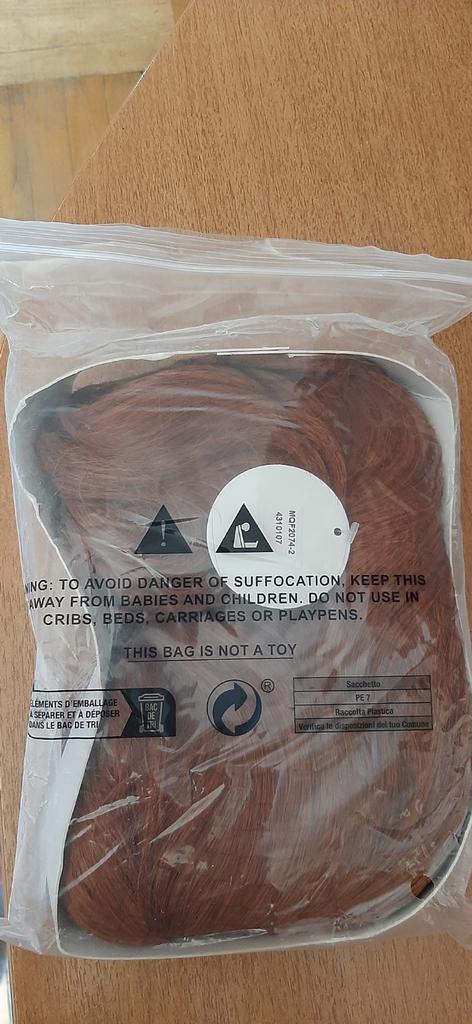 MQF2074-2
4310107
NING: TO AVOID DANGER OF SUFFOCATION, KEEP THIS
AWAY FROM BABIES AND CHILDREN. DO NOT USE IN
CRIBS, BEDS, CARRIAGES OR PLAYPENS.
THIS BAG IS NOT A TOY
ÉLÉMENTS D'EMBALLAGE
À SÉPARER ET À DÉPOSER
DANS LE BAC DE TRI
BAC
DE
TRI
®
Sacchetto
PE 7
Raccolta Plastica
Verifica le disposizioni del tuo Comune